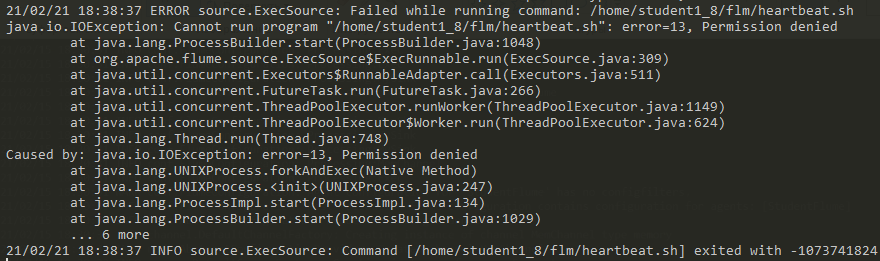 21/02/21 18:38:37 ERROR source.ExecSource: Failed while running command: /home/student1_8/flm/heartbeat.sh
java.io.IOException: Cannot run program "/home/student1_8/flm/heartbeat.sh": error=13, Permission denied
at java.lang.ProcessBuilder.start(ProcessBuilder.java:1048)
at org.apache.flume.source.ExecSource$ExecRunnable.run(ExecSource.java:309)
at java.util.concurrent.Executors$RunnableAdapter.call(Executors.java:511)
at java.util.concurrent.FutureTask.run(FutureTask.java:266)
at java.util.concurrent.ThreadPoolExecutor.runWorker(ThreadPoolExecutor.java:1149)
at java.util.concurrent.ThreadPoolExecutor$Worker.run(ThreadPoolExecutor.java:624)
at java.lang.Thread.run(Thread.java:748)
Caused by: java.io.IOException: error=13, Permission denied
at java.lang.UNIXProcess.forkAndExec(Native Method)
at java.lang.UNIXProcess.<init>(UNIXProcess.java:247)
at java.lang.ProcessImpl.start(ProcessImpl.java:134)
at java.lang.ProcessBuilder.start(ProcessBuilder.java:1029)
... 6 more
21/02/21 18:38:37 INFO source.ExecSource: Command [/home/student1_8/flm/heartbeat.sh] exited with -1073741824